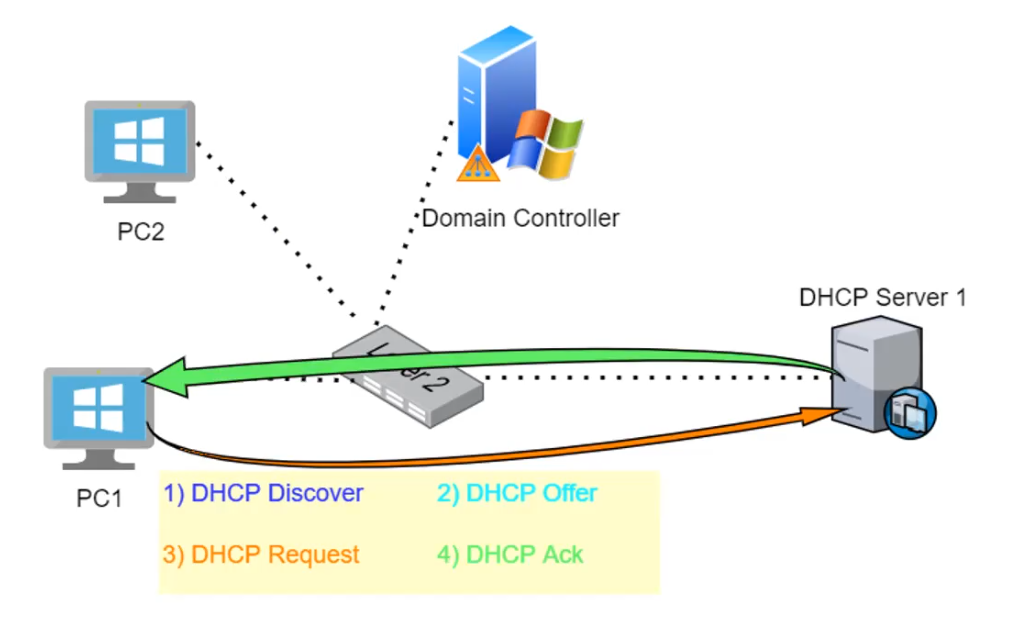 Domain Controller
PC2
DHCP Server 1
2
PC1
1) DHCP Discover 2) DHCP Offer
3) DHCP Request 4) DHCP Ack